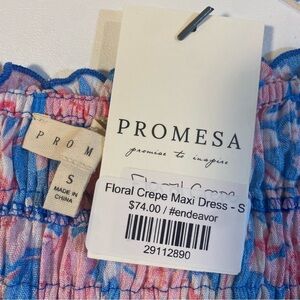 PROMESA
promise to inspire
PROM
S
MADE IN
CHINA
Floral Crepe Maxi Dress - S
$74.00 / #endeavor
29112890